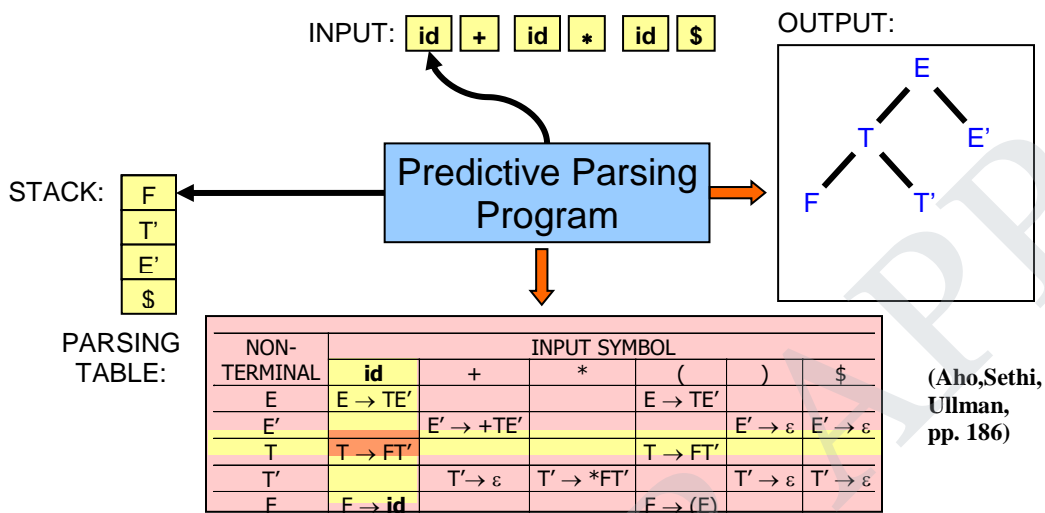 INPUT: id + id * id $
OUTPUT:
E
T E'
F T'
Predictive Parsing
Program
STACK: F
T'
E'
$
PARSING
TABLE:
NON-
TERMINAL INPUT SYMBOL
id + * ( ) $
E E → TE′ E → TE′
E′ E′ → +TE′ E′ → ε E′ → ε
T T → FT′ T → FT′
T′ T′→ ε T′ → *FT′ T′→ ε T′ → ε
F F → id F → (E)
(Aho,Sethi,
Ullman,
pp. 186)
APP